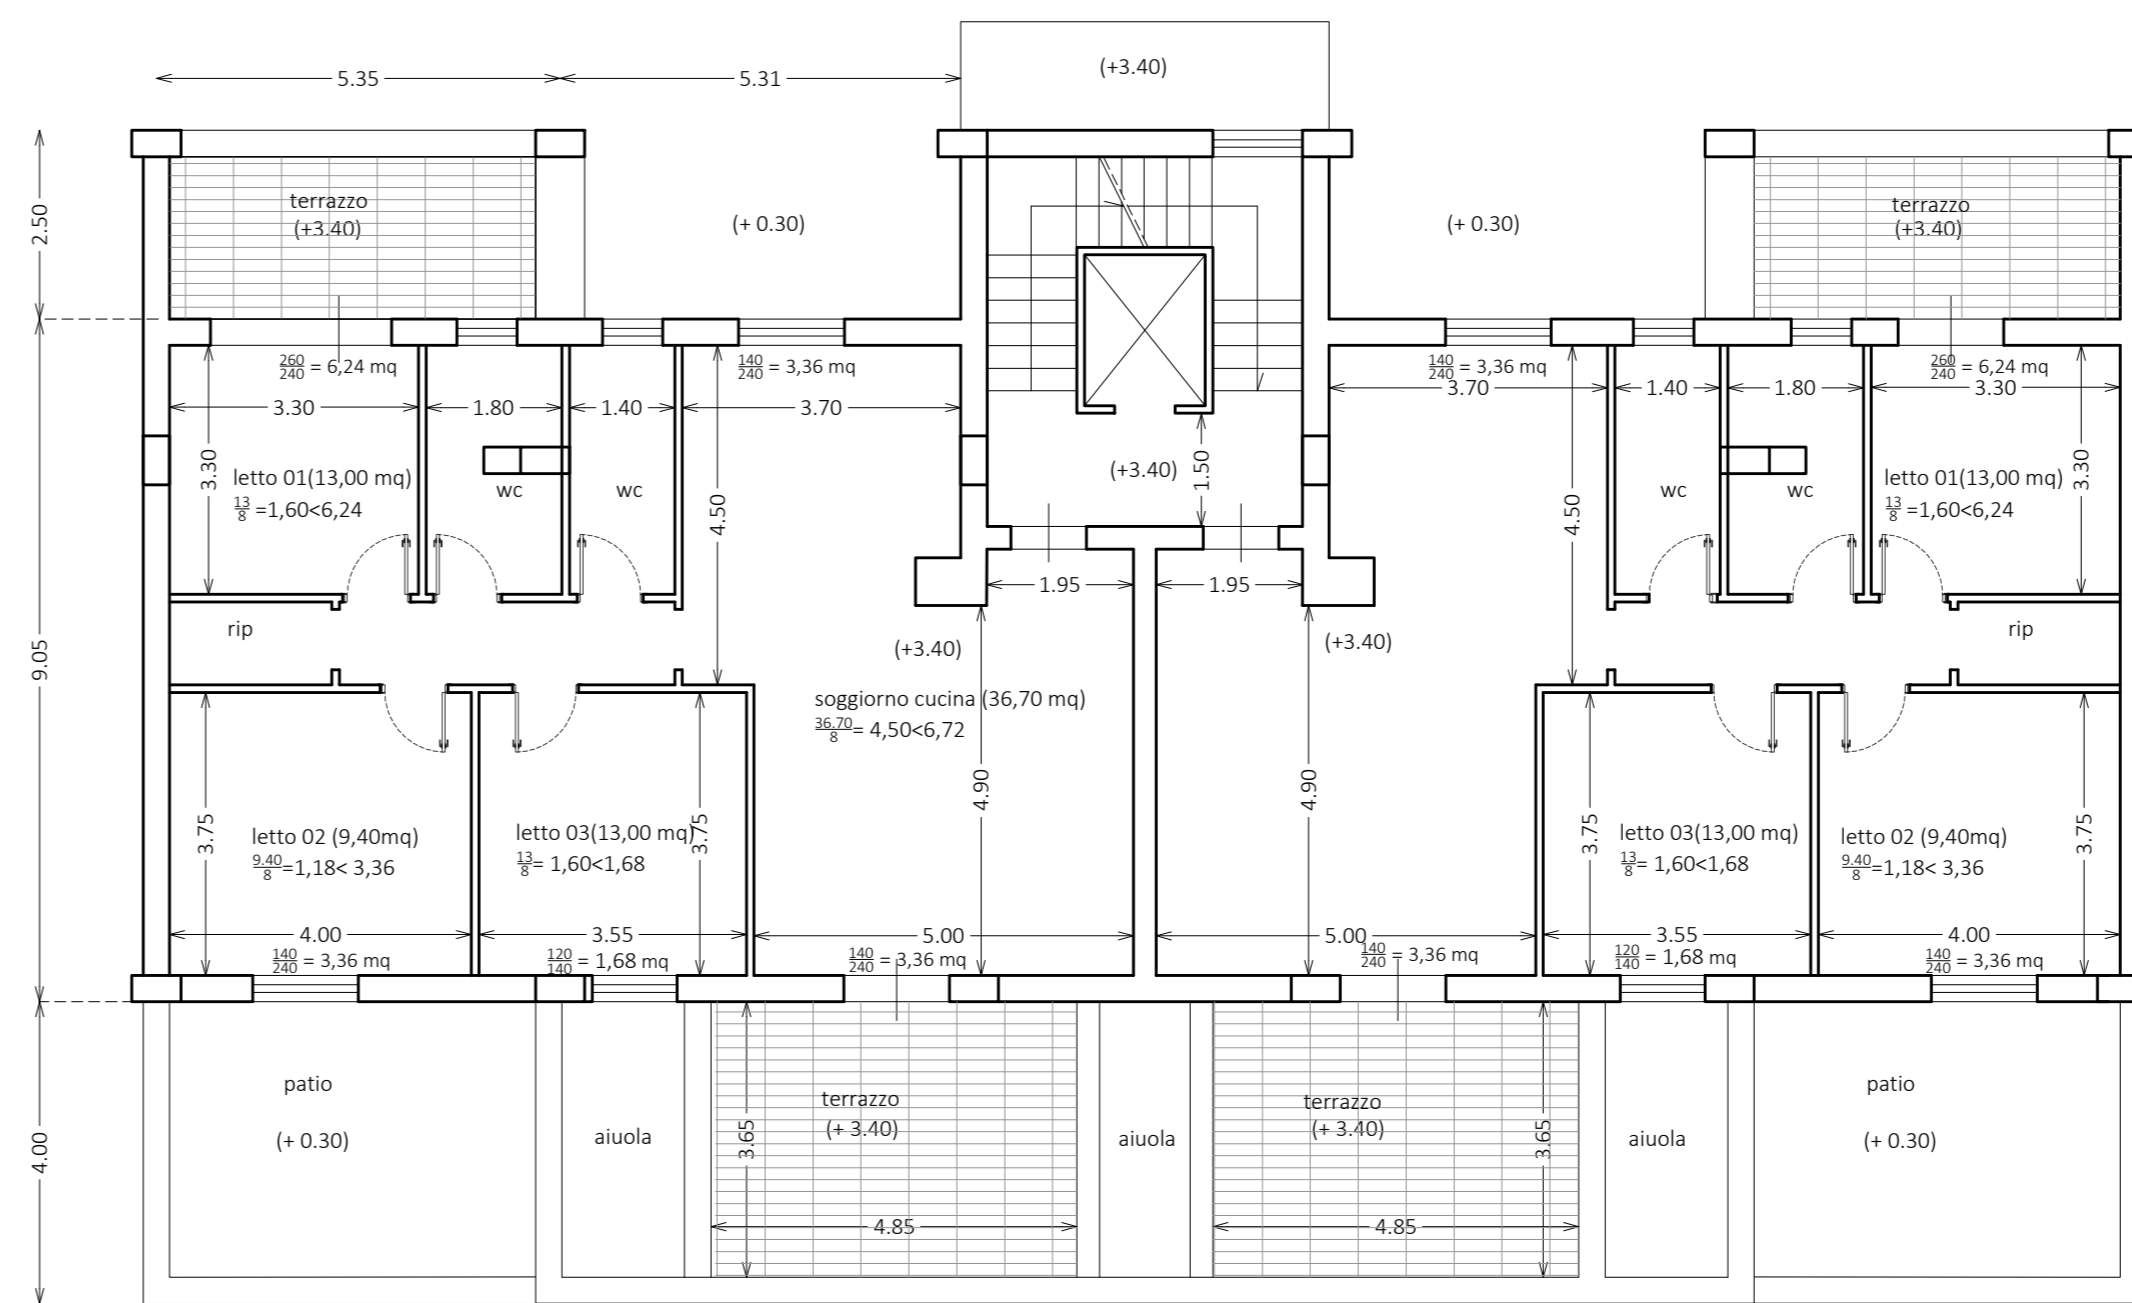 (+3.40)
5.35
5.31
2.50
terrazzo
(+3.40)
(+ 0.30)
(+ 0.30)
terrazzo
(+3.40)
260
240 = 6,24 mq
140
240 = 3,36 mq
140
240 = 3,36 mq
260
240 = 6,24 mq
3.30
1.80
1.40
3.70
3.70
1.40
1.80
3.30
3.30
letto 01(13,00 mq)
13
8 =1,60<6,24
wc
wc
4.50
(+3.40)
1.50
4.50
wc
wc
letto 01(13,00 mq)
13
8 =1,60<6,24
3.30
1.95
1.95
rip
(+3.40)
(+3.40)
rip
9.05
soggiorno cucina (36,70 mq)
36.70
8 = 4,50<6,72
4.90
4.90
3.75
letto 02 (9,40mq)
9.40
8 =1,18< 3,36
letto 03(13,00 mq)
13
8 = 1,60<1,68
3.75
3.75
letto 03(13,00 mq)
13
8 = 1,60<1,68
letto 02 (9,40mq)
9.40
8 =1,18< 3,36
3.75
4.00
3.55
5.00
5.00
3.55
4.00
140
240 = 3,36 mq
120
140 = 1,68 mq
140
240 = 3,36 mq
140
240 = 3,36 mq
120
140 = 1,68 mq
140
240 = 3,36 mq
4.00
patio
(+ 0.30)
aiuola
3.65
terrazzo
(+ 3.40)
aiuola
terrazzo
(+ 3.40)
3.65
aiuola
patio
(+ 0.30)
4.85
4.85